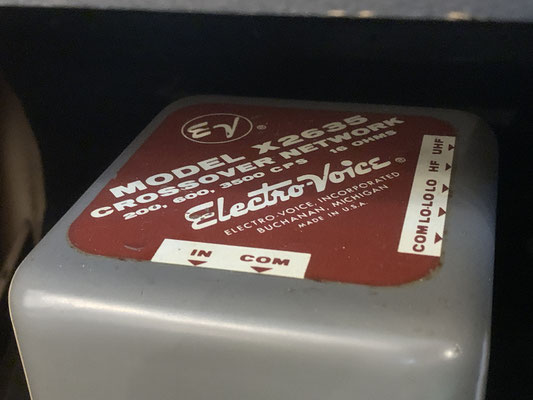 EV ®
MODEL X2635
CROSSOVER NETWORK
200, 600, 3500 CPS 16 OHMS
Electro-Voice ®
ELECTRO-VOICE, INCORPORATED
BUCHANAN, MICHIGAN
MADE IN U.S.A.
IN COM
COM LO-LO LO HF UHF